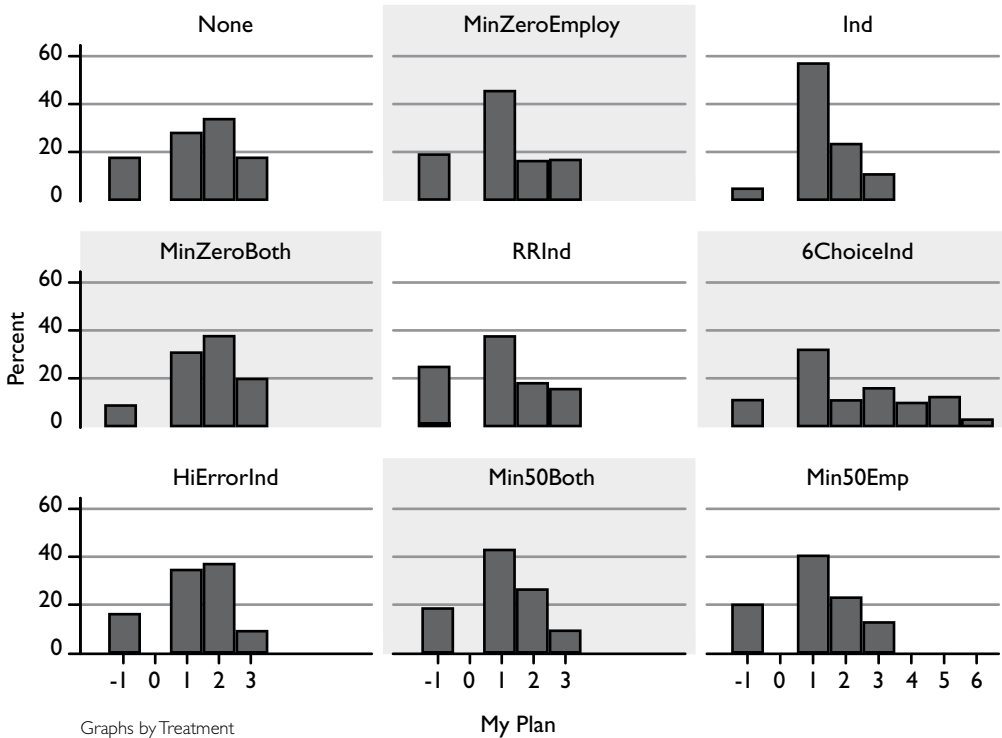 None
MinZeroEmploy
Ind
60
40
20
0
MinZeroBoth
RRInd
6ChoiceInd
60
40
20
0
Percent
HiErrorInd
Min50Both
Min50Emp
60
40
20
0
-1 0 1 2 3
-1 0 1 2 3
-1 0 1 2 3 4 5 6
My Plan
Graphs by Treatment